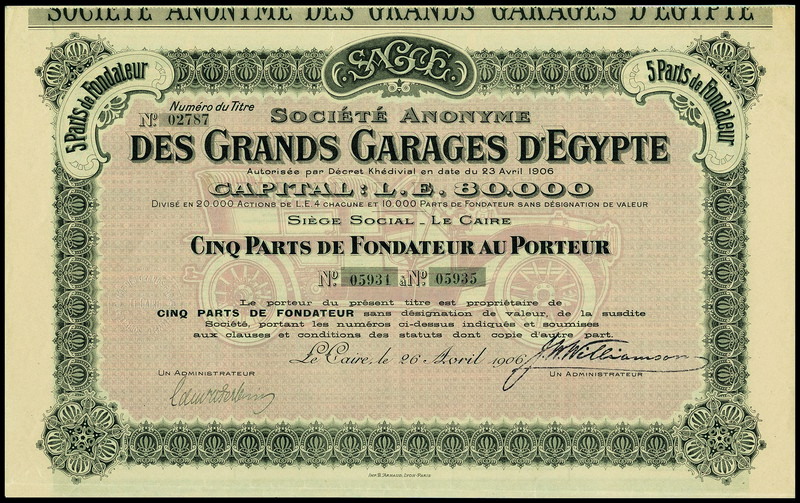 SOCIÉTÉ ANONYME DES GRANDS GARAGES D'EGYPTE
5 Parts de Fondateur
5 Parts de Fondateur
Numéro du Titre
No 02787
SOCIÉTÉ ANONYME
DES GRANDS GARAGES D'EGYPTE
Autorisée par Décret Khédivial en date du 23 Avril 1906
CAPITAL : L.E. 80.000
DIVISÉ EN 20.000 ACTIONS DE L.E. 4 CHACUNE ET 10.000 PARTS DE FONDATEUR SANS DÉSIGNATION DE VALEUR
SIÈGE SOCIAL - LE CAIRE
CINQ PARTS DE FONDATEUR AU PORTEUR
No 05931 à No 05935
Le porteur du présent titre est propriétaire de
CINQ PARTS DE FONDATEUR sans désignation de valeur, de la susdite
Société, portant les numéros ci-dessus indiqués et soumises
aux clauses et conditions des statuts dont copie d'autre part.
Le Caire, le 26 Avril 1906
J.W. Williamson
UN ADMINISTRATEUR
UN ADMINISTRATEUR